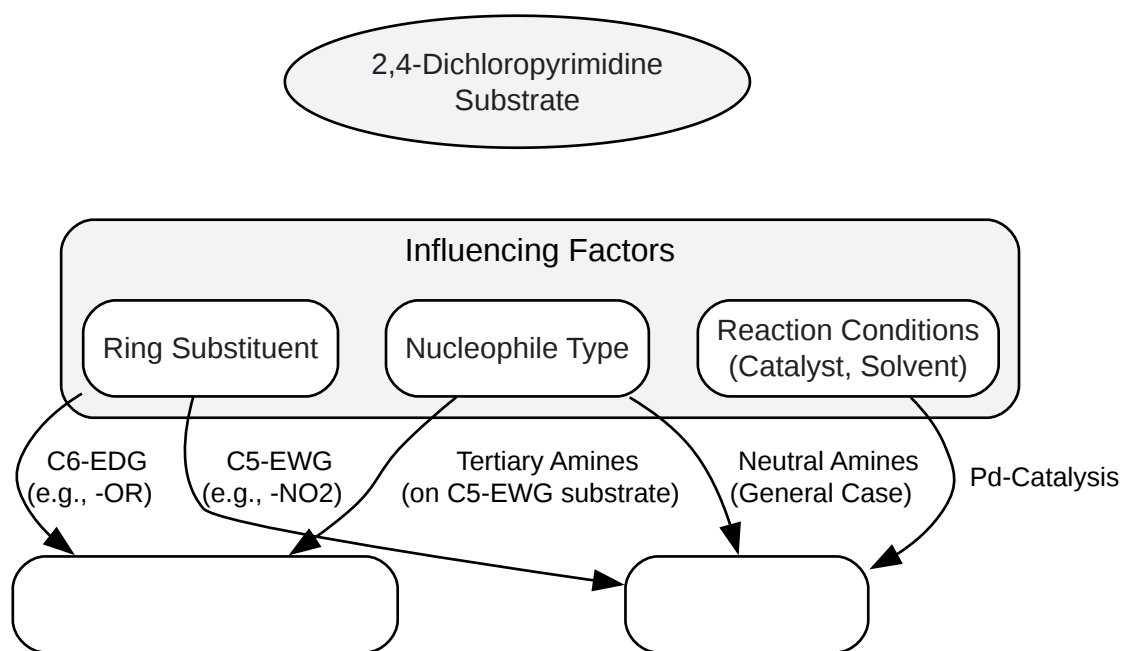 2,4-Dichloropyrimidine
Substrate
Influencing Factors
Ring Substituent
Nucleophile Type
Reaction Conditions
(Catalyst, Solvent)
C6-EDG
(e.g., -OR)
C5-EWG
(e.g., -NO2)
Tertiary Amines
(on C5-EWG substrate)
Neutral Amines
(General Case)
Pd-Catalysis